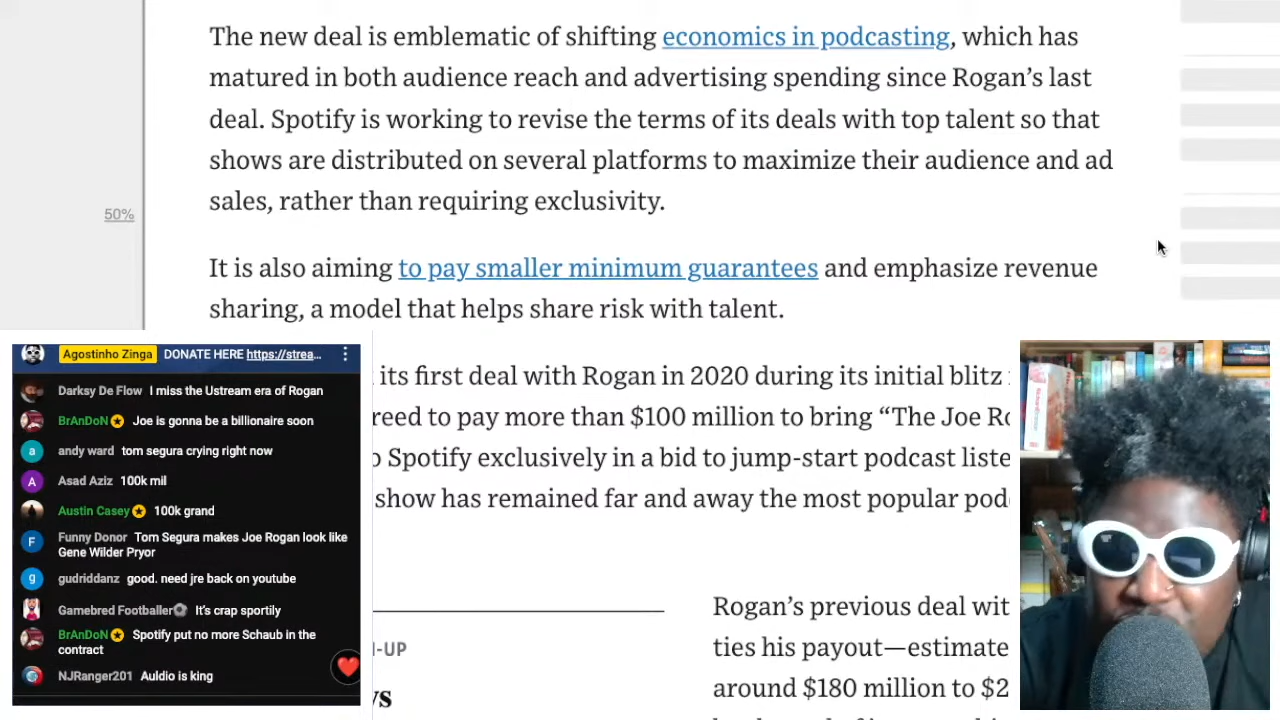 The new deal is emblematic of shifting economics in podcasting, which has
matured in both audience reach and advertising spending since Rogan’s last
deal. Spotify is working to revise the terms of its deals with top talent so that
shows are distributed on several platforms to maximize their audience and ad
sales, rather than requiring exclusivity.
50%
It is also aiming to pay smaller minimum guarantees and emphasize revenue
sharing, a model that helps share risk with talent.
its first deal with Rogan in 2020 during its initial blitz
reed to pay more than $100 million to bring “The Joe Ro
Spotify exclusively in a bid to jump-start podcast liste
show has remained far and away the most popular pod
Rogan’s previous deal wit
ties his payout—estimate
around $180 million to $2
-UP
ys
Agostinho Zinga DONATE HERE https://strea...
Darksy De Flow I miss the Ustream era of Rogan
BrAnDoN Joe is gonna be a billionaire soon
a andy ward tom segura crying right now
A Asad Aziz 100k mil
Austin Casey 100k grand
F Funny Donor Tom Segura makes Joe Rogan look like
Gene Wilder Pryor
g gudriddanz good. need jre back on youtube
Gamebred Footballer It’s crap sportily
BrAnDoN Spotify put no more Schaub in the
contract
NJRanger201 Auldio is king